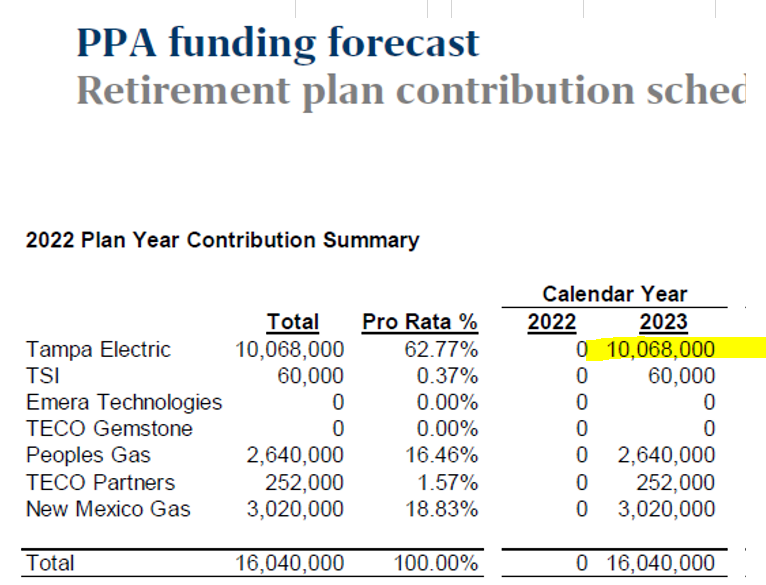 PPA funding forecast
Retirement plan contribution sched
2022 Plan Year Contribution Summary
Calendar Year
Total Pro Rata % 2022 2023
Tampa Electric 10,068,000 62.77% 0 10,068,000
TSI 60,000 0.37% 0 60,000
Emera Technologies 0 0.00% 0 0
TECO Gemstone 0 0.00% 0 0
Peoples Gas 2,640,000 16.46% 0 2,640,000
TECO Partners 252,000 1.57% 0 252,000
New Mexico Gas 3,020,000 18.83% 0 3,020,000
Total 16,040,000 100.00% 0 16,040,000